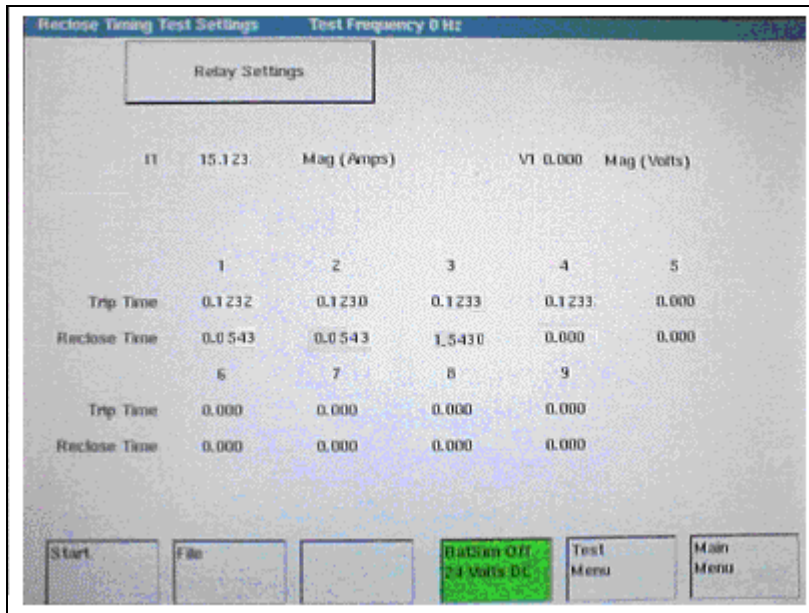 Reclose Timing Test Settings Test Frequency 0 Hz
Relay Settings
I1 15.123 Mag (Amps) V1 0.000 Mag (Volts)
1 2 3 4 5
Trip Time 0.1232 0.1230 0.1233 0.1233 0.000
Reclose Time 0.0543 0.0543 1.5430 0.000 0.000
6 7 8 9
Trip Time 0.000 0.000 0.000 0.000
Reclose Time 0.000 0.000 0.000 0.000
Start File BatSim Off Test Main
24 Volts DC Menu Menu